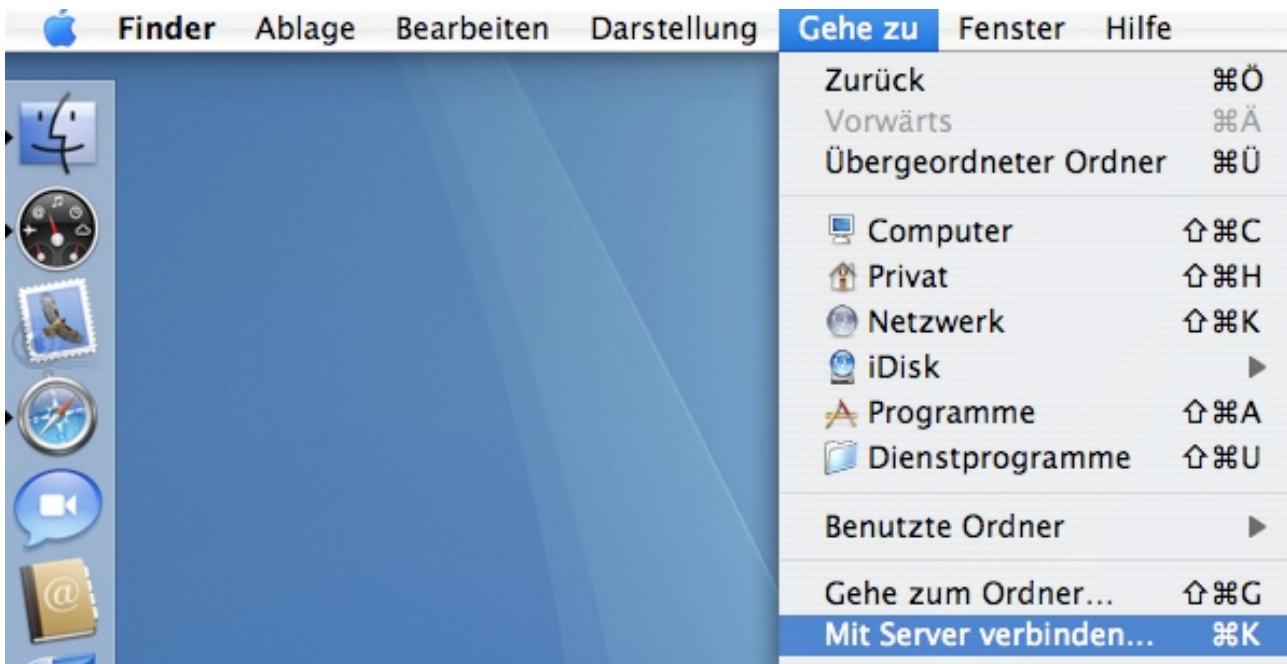 Finder Ablage Bearbeiten Darstellung Gehe zu Fenster Hilfe
Zurück ⌘Ö
Vorwärts ⌘Ä
Übergeordneter Ordner ⌘Ü
Computer ⇧⌘C
Privat ⇧⌘H
Netzwerk ⇧⌘K
iDisk
Programme ⇧⌘A
Dienstprogramme ⇧⌘U
Benutzte Ordner
Gehe zum Ordner... ⇧⌘G
Mit Server verbinden... ⌘K